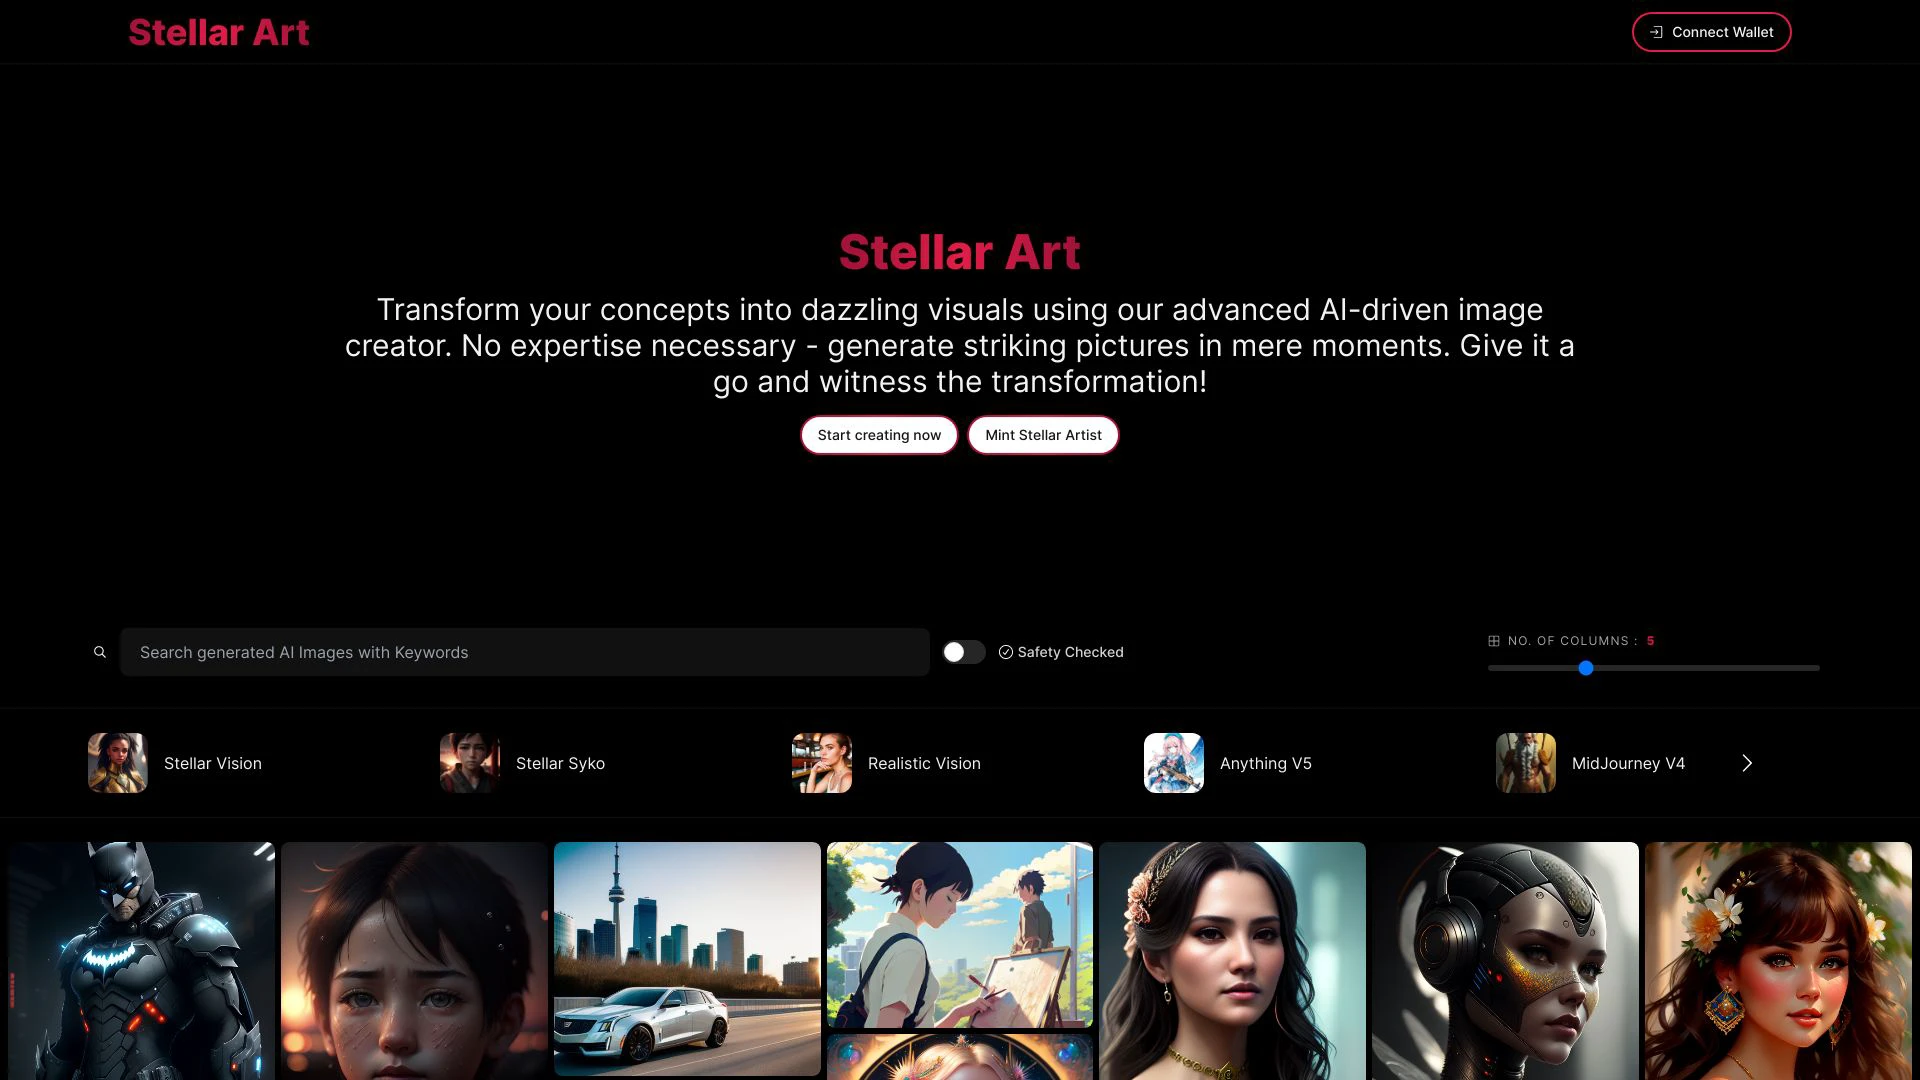 Stellar Art
Connect Wallet
Stellar Art
Transform your concepts into dazzling visuals using our advanced AI-driven image
creator. No expertise necessary - generate striking pictures in mere moments. Give it a
go and witness the transformation!
Start creating now
Mint Stellar Artist
Search generated AI Images with Keywords
Safety Checked
NO. OF COLUMNS : 5
Stellar Vision
Stellar Syko
Realistic Vision
Anything V5
MidJourney V4